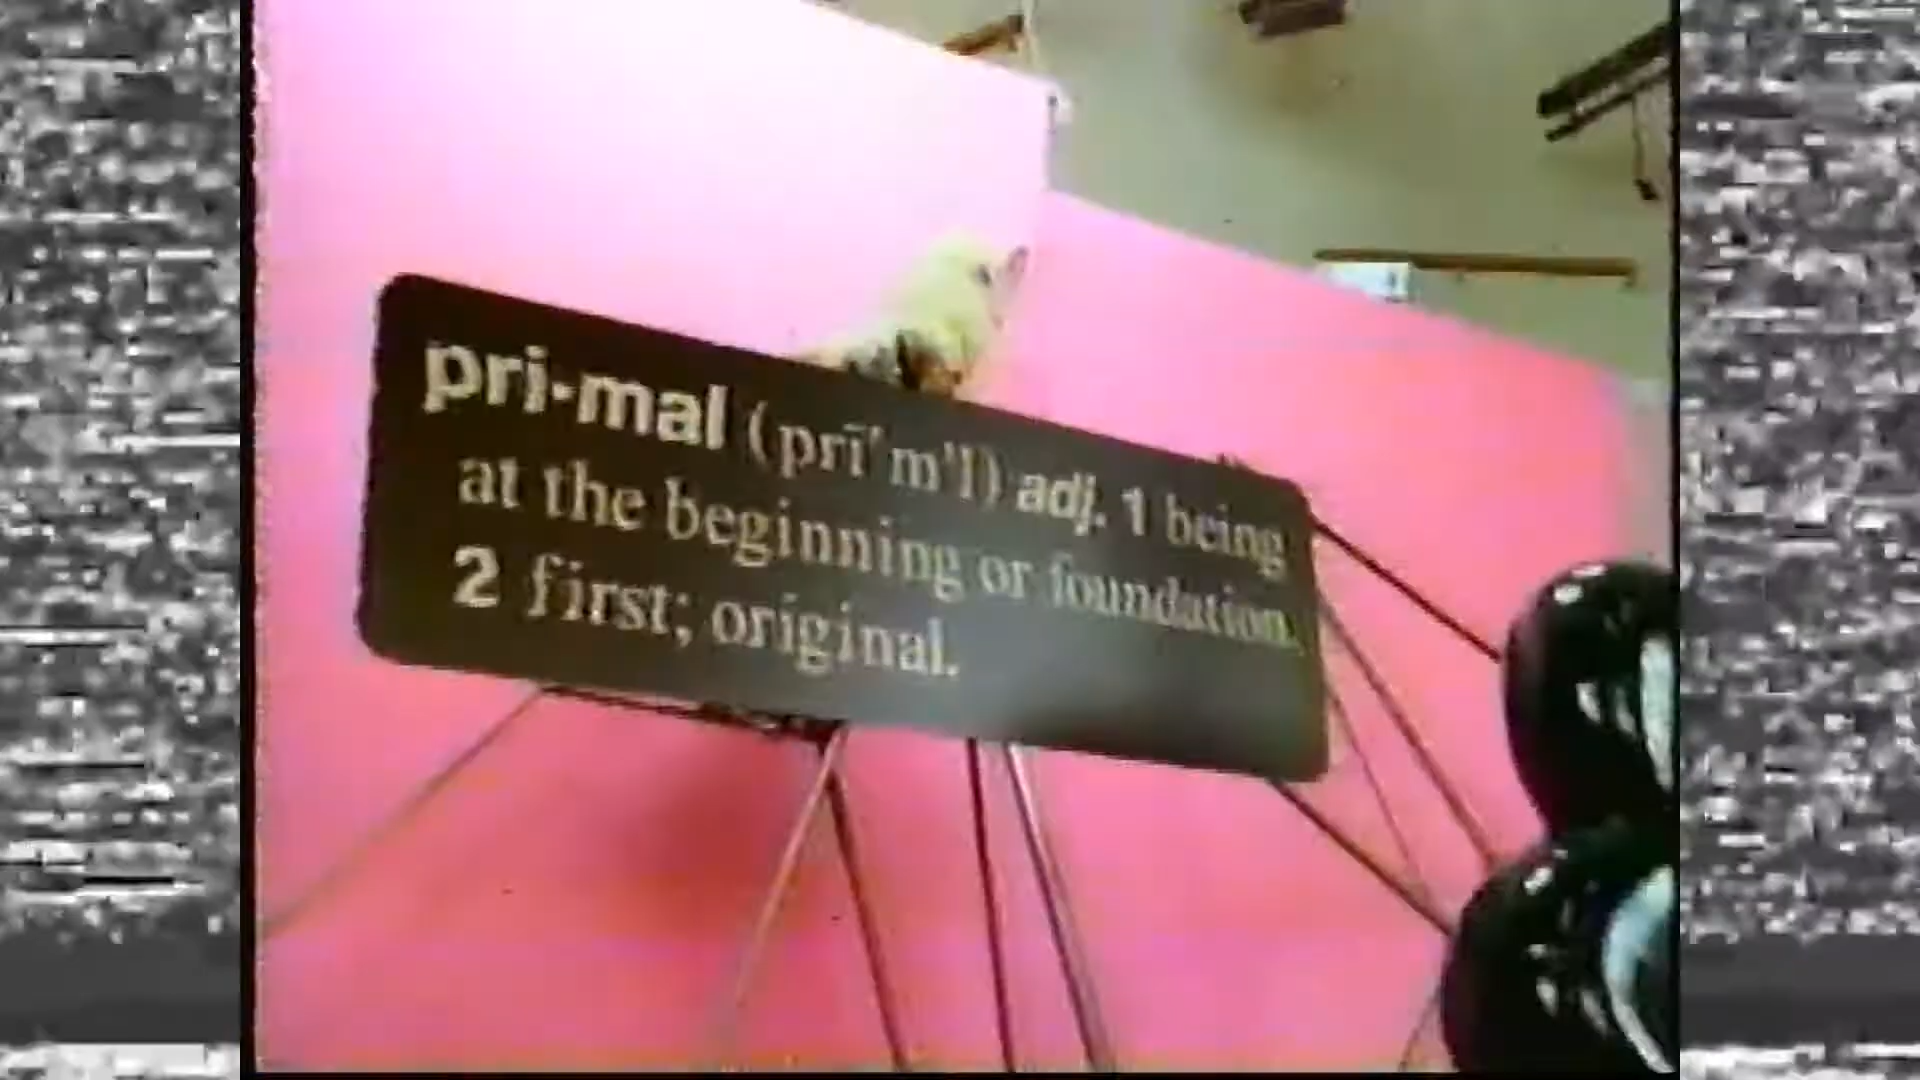 pri·mal (prī′m'l) adj. 1 being
at the beginning or foundation.
2 first; original.